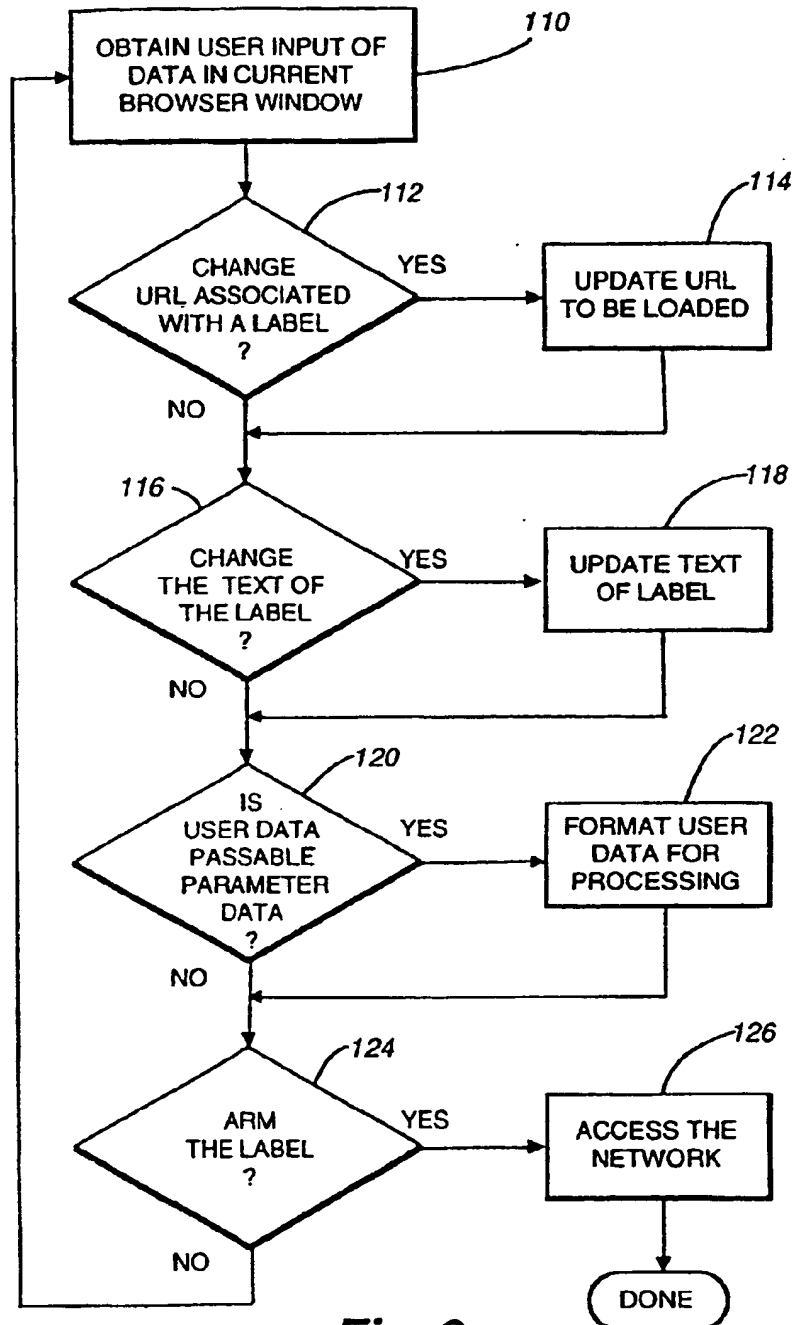 OBTAIN USER INPUT OF
DATA IN CURRENT
BROWSER WINDOW
110
CHANGE
URL ASSOCIATED
WITH A LABEL
?
112
YES
NO
UPDATE URL
TO BE LOADED
114
CHANGE
THE TEXT OF
THE LABEL
?
116
YES
NO
UPDATE TEXT
OF LABEL
118
IS
USER DATA
PASSABLE
PARAMETER
DATA
?
120
YES
NO
FORMAT USER
DATA FOR
PROCESSING
122
ARM
THE LABEL
?
124
YES
NO
ACCESS THE
NETWORK
126
DONE